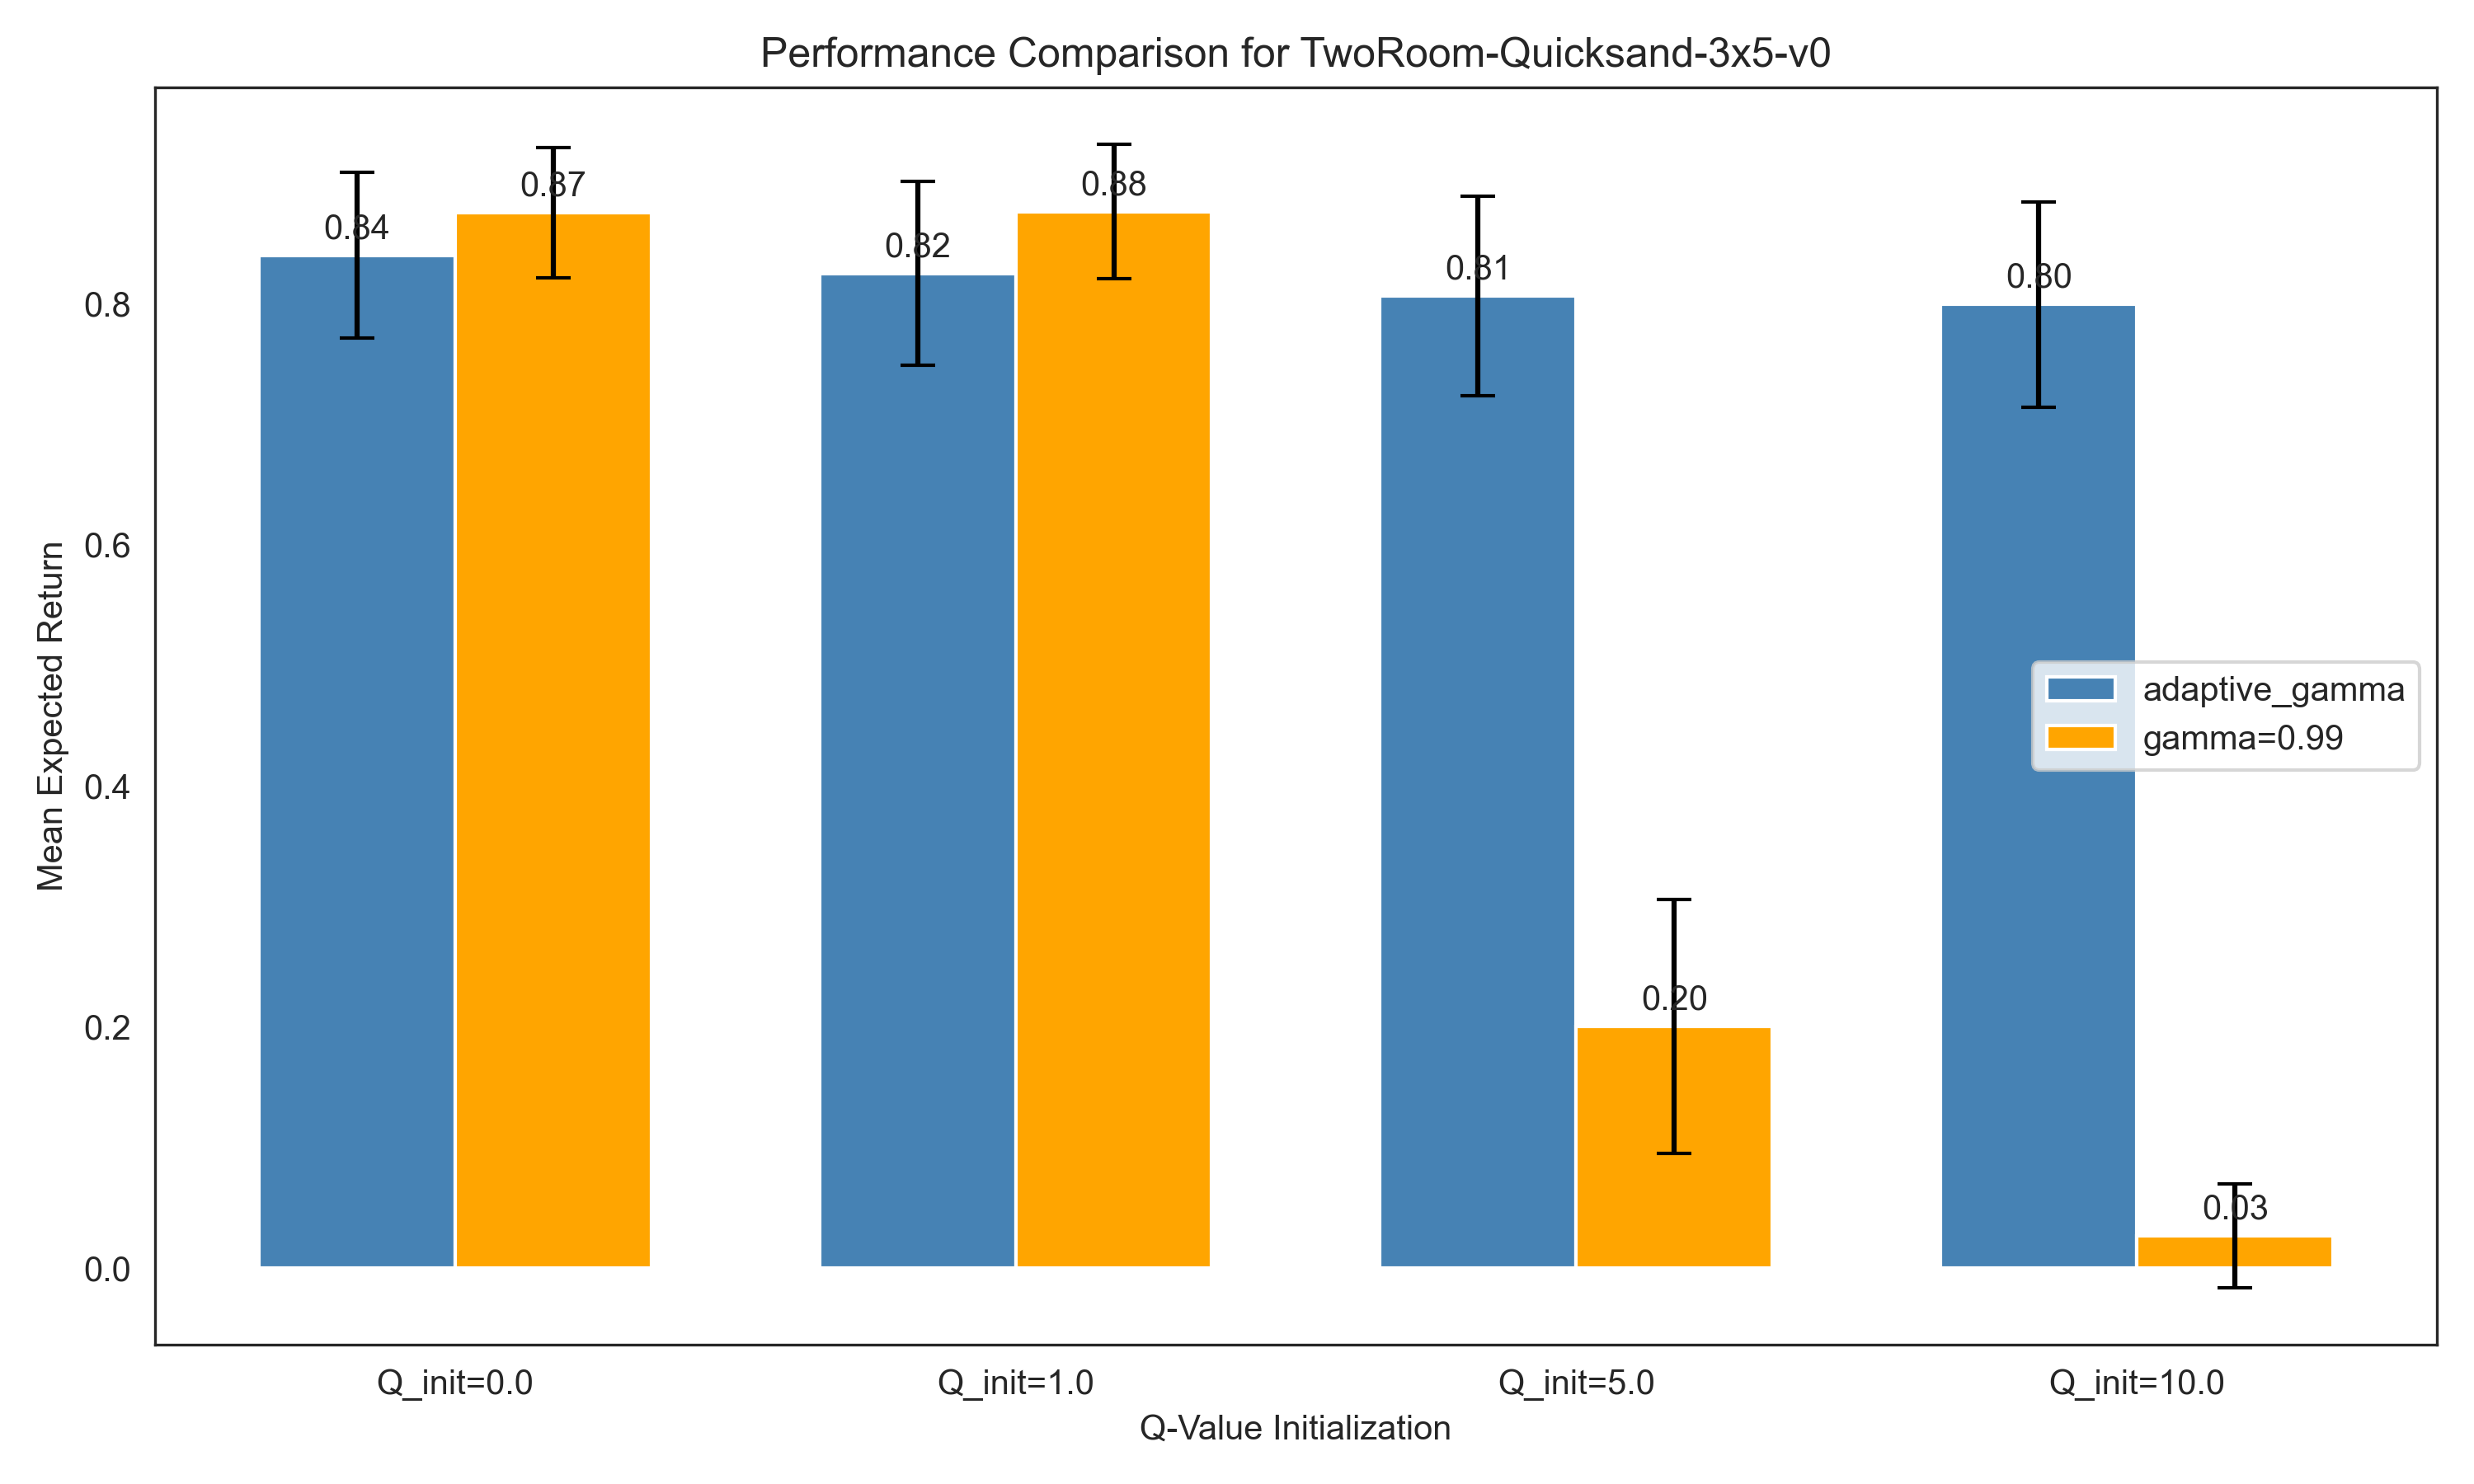 Performance Comparison for TwoRoom-Quicksand-3x5-v0
Mean Expected Return
0.8
0.6
0.4
0.2
0.0
0.84
0.87
0.82
0.88
0.81
0.20
0.80
0.03
adaptive_gamma
gamma=0.99
Q_init=0.0
Q_init=1.0
Q_init=5.0
Q_init=10.0
Q-Value Initialization